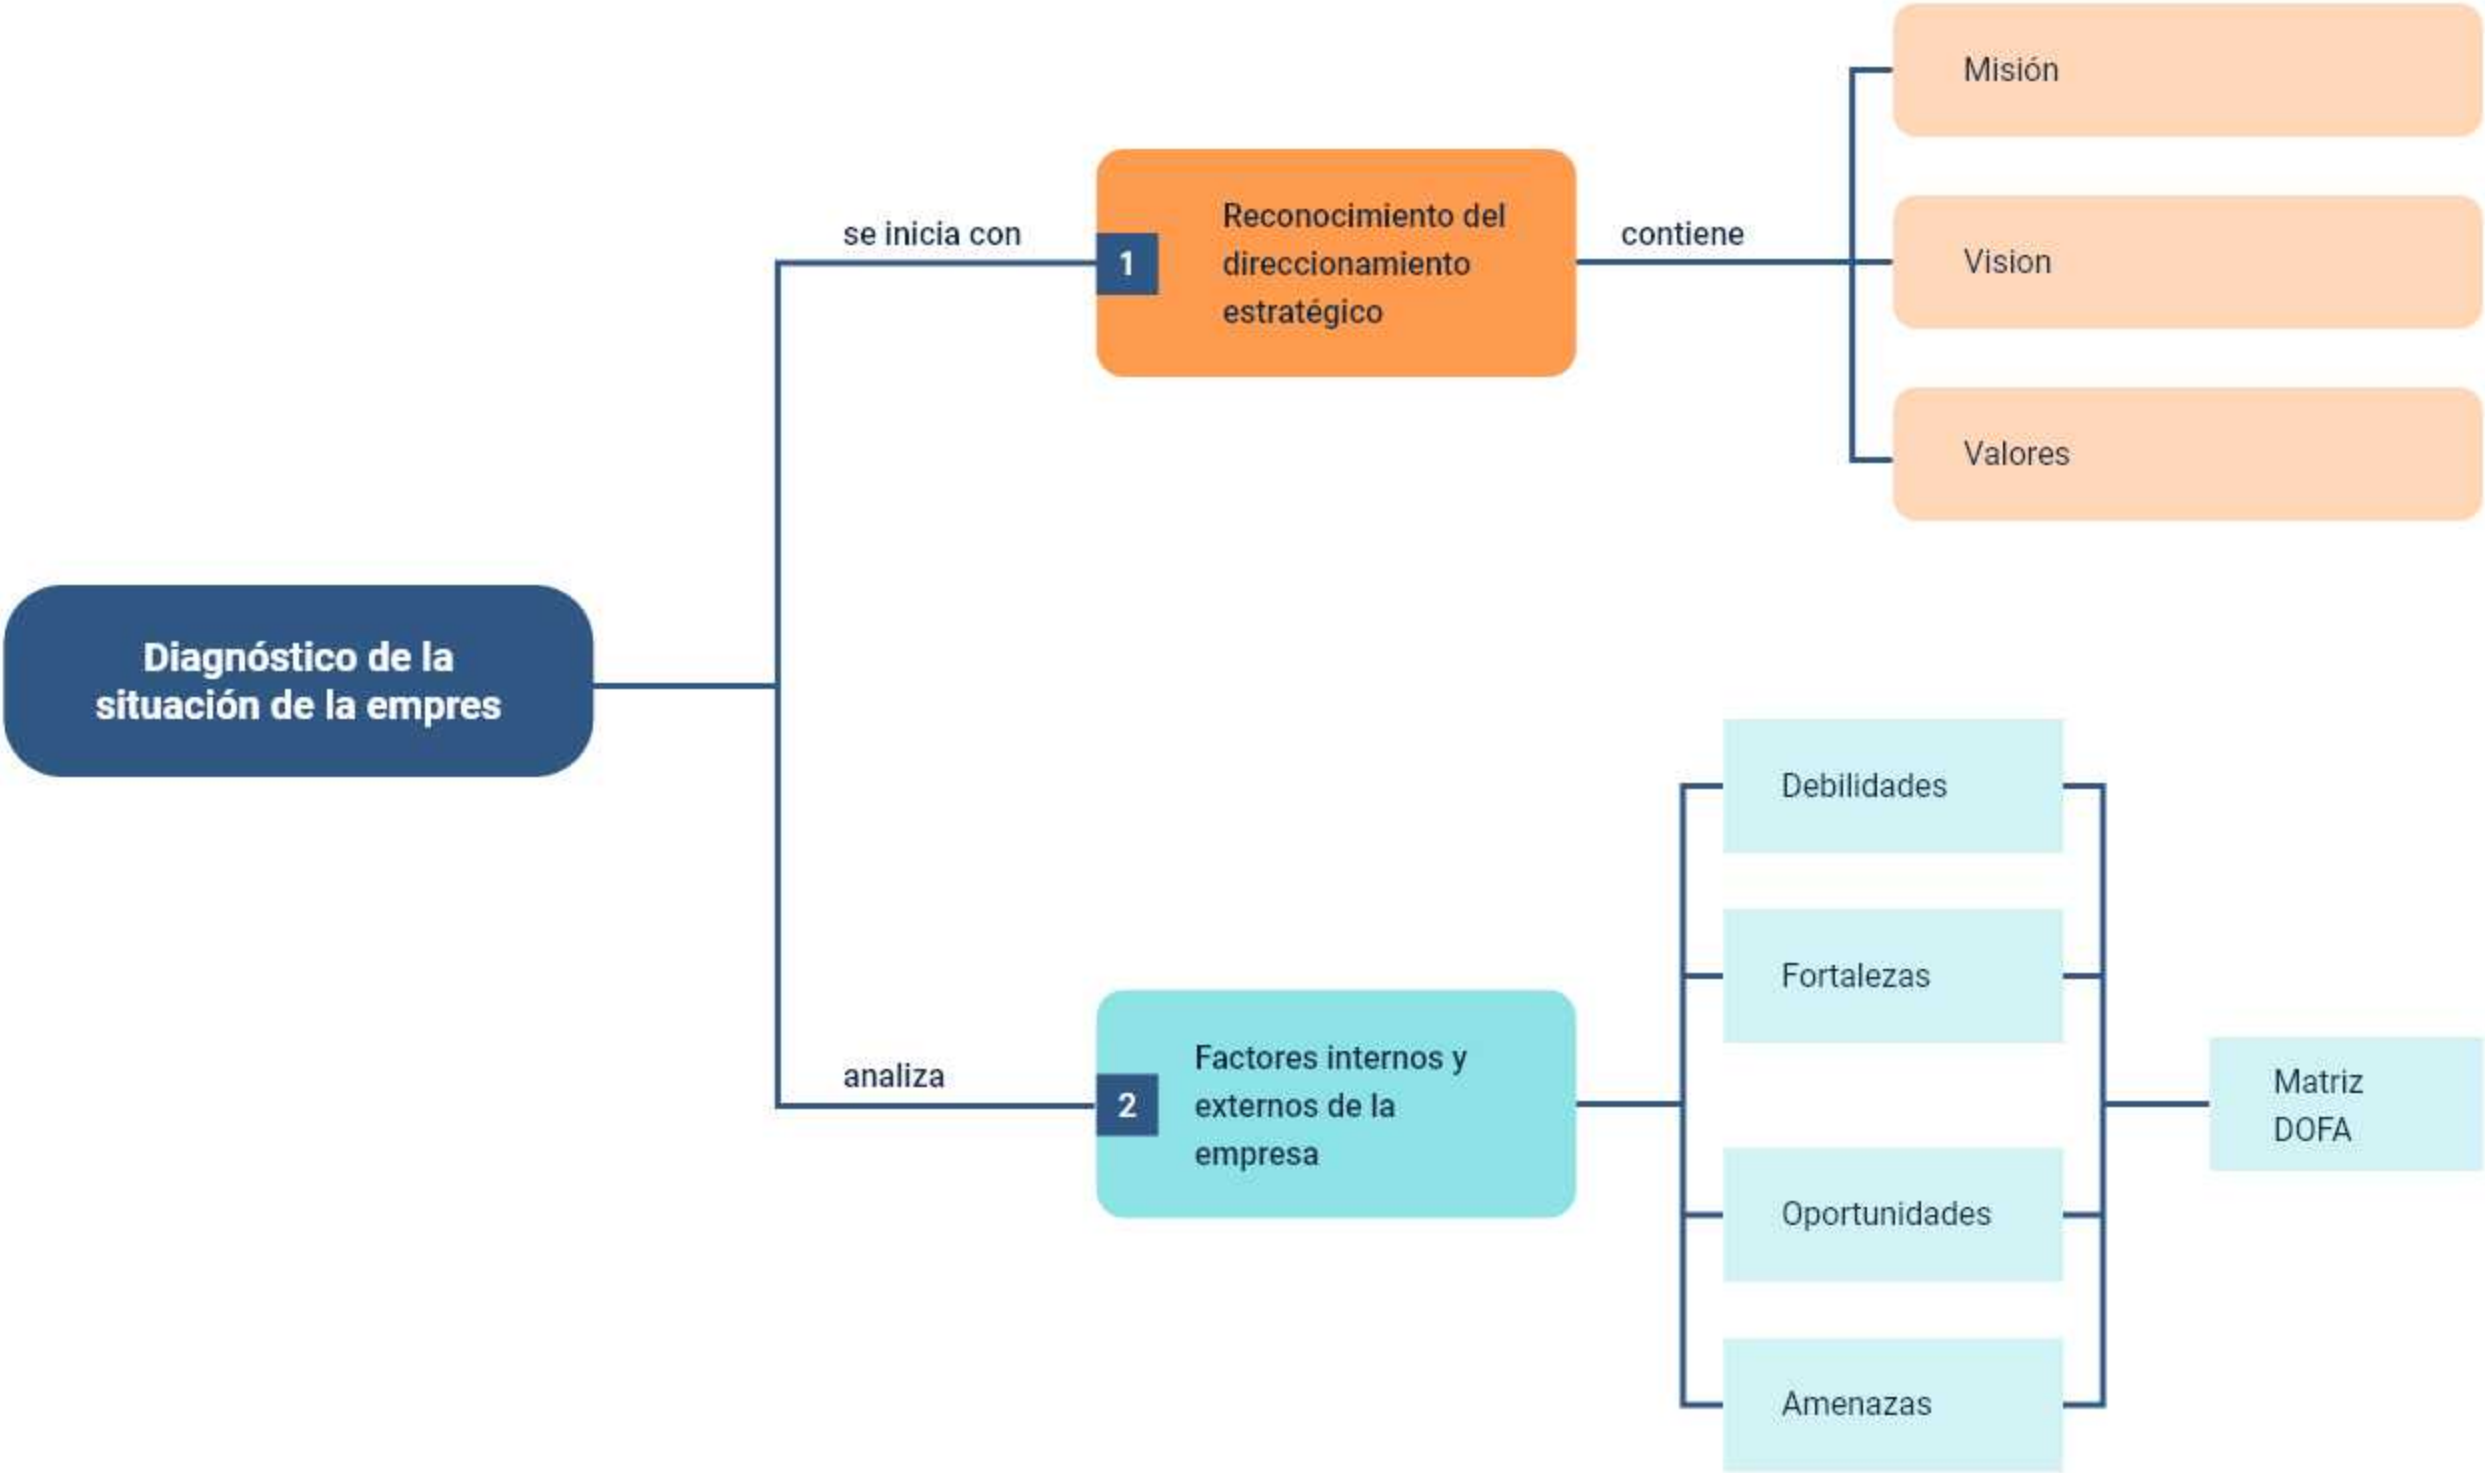 Diagnóstico de la
situación de la empres
se inicia con
1
Reconocimiento del
direccionamiento
estratégico
contiene
Misión
Vision
Valores
analiza
2
Factores internos y
externos de la
empresa
Debilidades
Fortalezas
Oportunidades
Amenazas
Matriz
DOFA